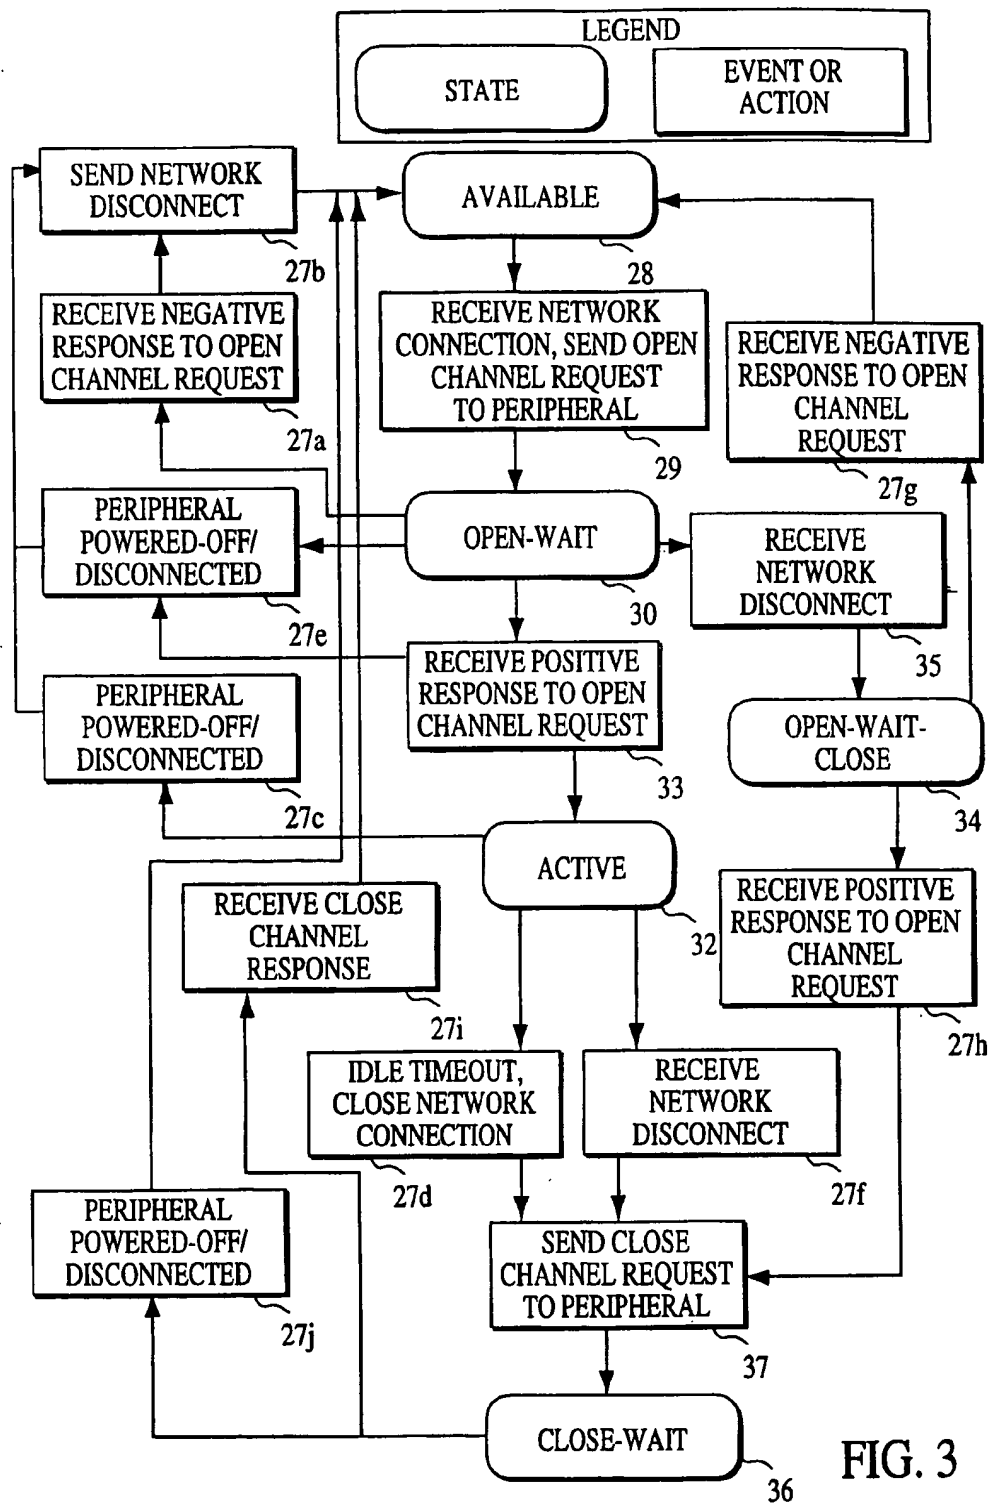 LEGEND
STATE
EVENT OR
ACTION
SEND NETWORK
DISCONNECT
27b
AVAILABLE
28
RECEIVE NEGATIVE
RESPONSE TO OPEN
CHANNEL REQUEST
27a
RECEIVE NETWORK
CONNECTION, SEND OPEN
CHANNEL REQUEST
TO PERIPHERAL
29
RECEIVE NEGATIVE
RESPONSE TO OPEN
CHANNEL
REQUEST
27g
PERIPHERAL
POWERED-OFF/
DISCONNECTED
27e
OPEN-WAIT
30
RECEIVE
NETWORK
DISCONNECT
35
PERIPHERAL
POWERED-OFF/
DISCONNECTED
27c
RECEIVE POSITIVE
RESPONSE TO OPEN
CHANNEL REQUEST
33
OPEN-WAIT-
CLOSE
34
ACTIVE
32
RECEIVE CLOSE
CHANNEL
RESPONSE
27i
RECEIVE POSITIVE
RESPONSE TO OPEN
CHANNEL
REQUEST
27h
IDLE TIMEOUT,
CLOSE NETWORK
CONNECTION
27d
RECEIVE
NETWORK
DISCONNECT
27f
PERIPHERAL
POWERED-OFF/
DISCONNECTED
27j
SEND CLOSE
CHANNEL REQUEST
TO PERIPHERAL
37
CLOSE-WAIT
36
FIG. 3